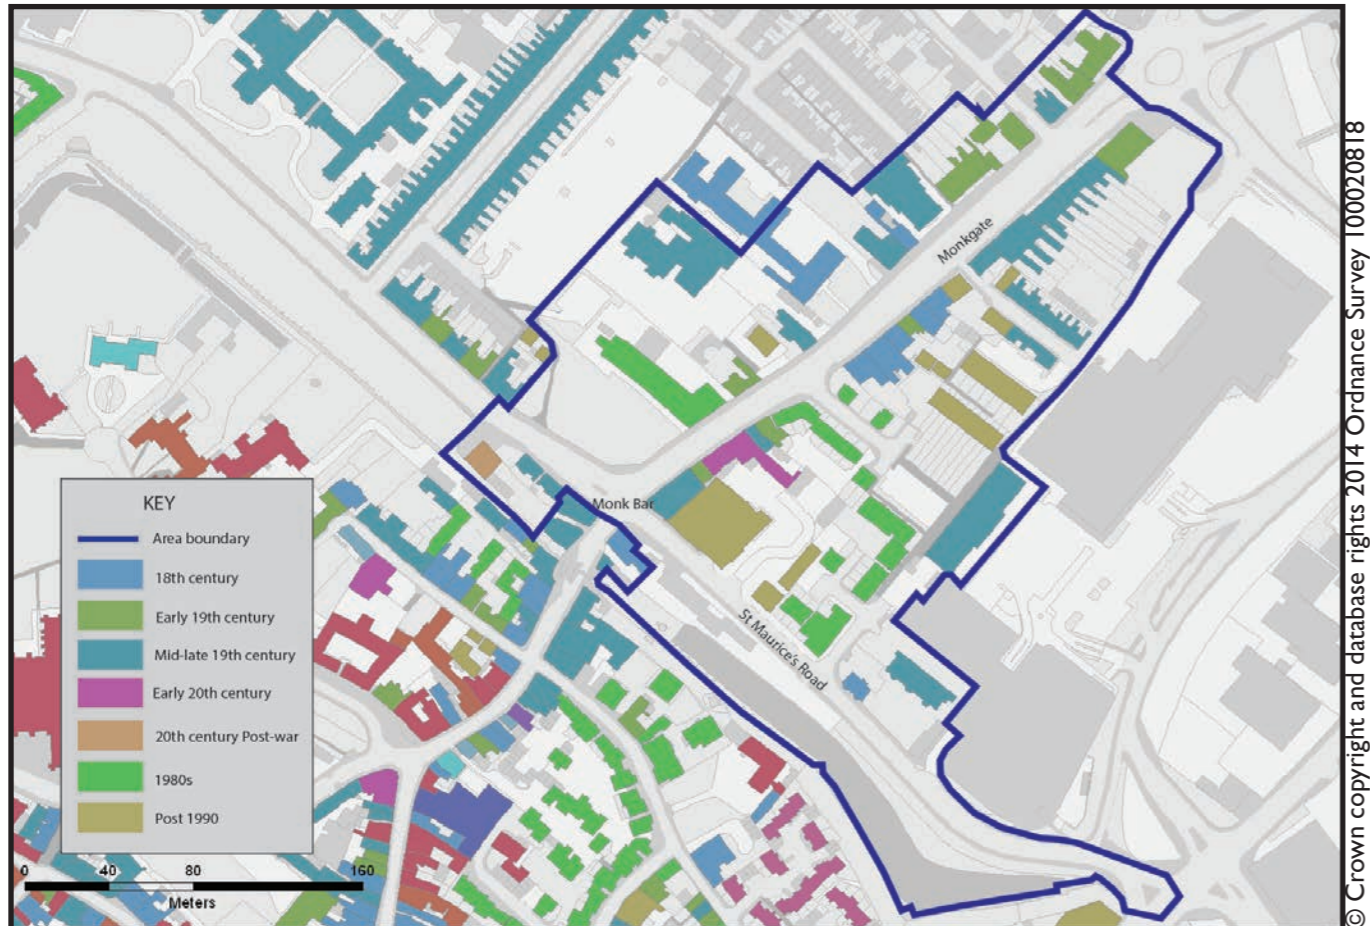 Monkgate
Monk Bar
St Maurice's Road
KEY
Area boundary
18th century
Early 19th century
Mid-late 19th century
Early 20th century
20th century Post-war
1980s
Post 1990
0 40 80 160
Meters
© Crown copyright and database rights 2014 Ordnance Survey 100020818